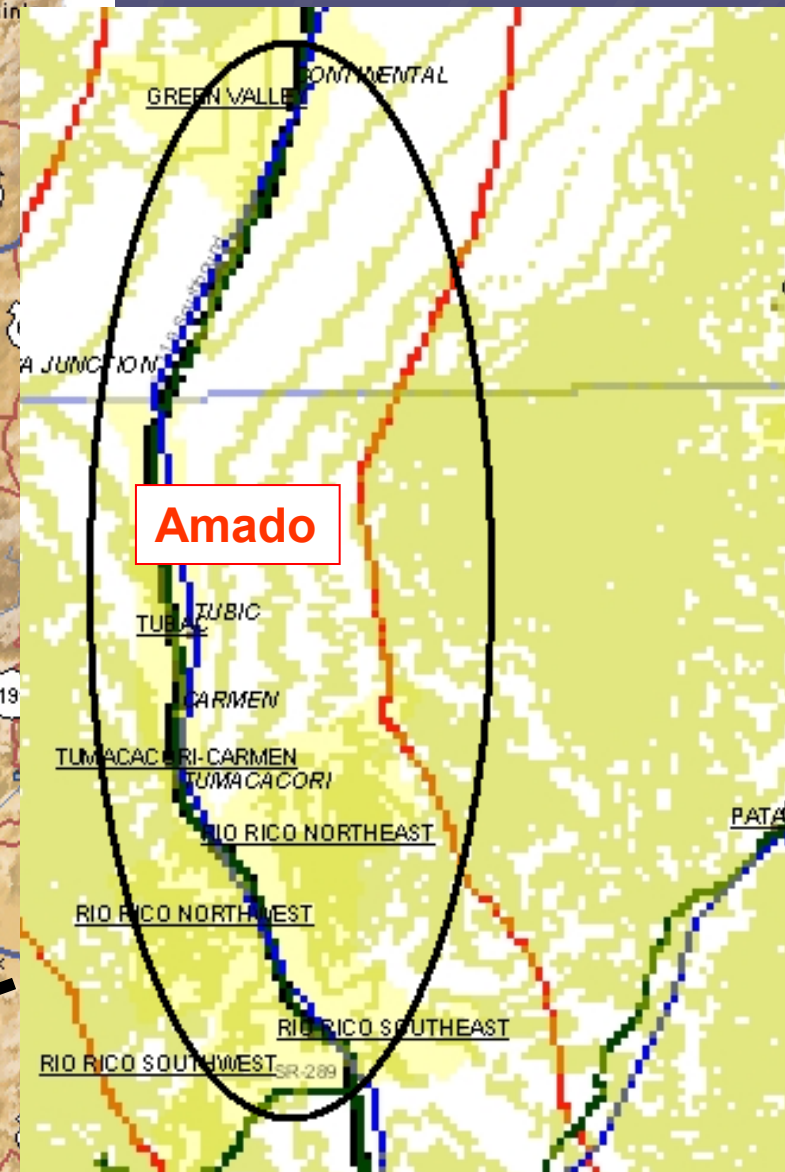 CONTINENTAL
GREEN VALLEY
A JUNCTION
Amado
TUBIC
TUBAC
CARMEN
TUMACACORI-CARMEN
TUMACACORI
RIO RICO NORTHEAST
PATA
RIO RICO NORTHWEST
RIO RICO SOUTHEAST
RIO RICO SOUTHWEST
SR-289
19